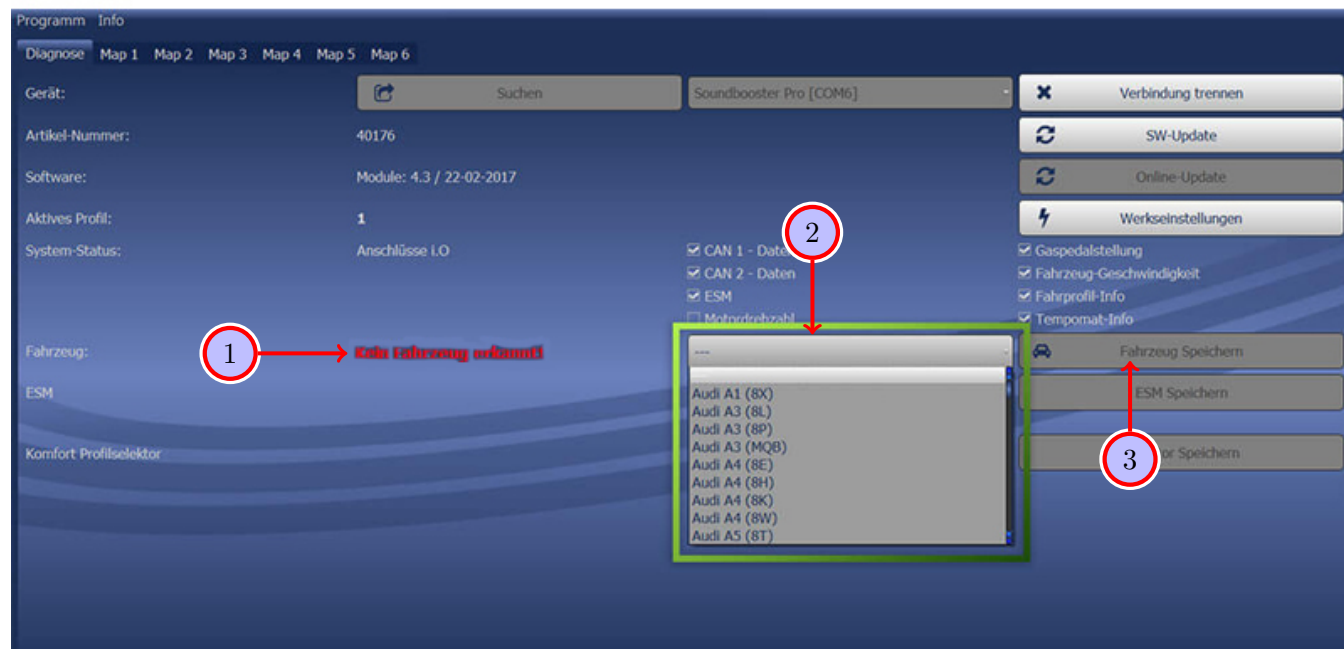 Programm Info
Diagnose Map 1 Map 2 Map 3 Map 4 Map 5 Map 6
Gerät: Suchen Soundbooster Pro [COM6] Verbindung trennen
Artikel-Nummer: 40176 SW-Update
Software: Module: 4.3 / 22-02-2017 Online-Update
Aktives Profil: 1 Werkseinstellungen
2
System-Status: Anschlüsse i.O CAN 1 - Daten Gaspedalstellung
CAN 2 - Daten Fahrzeug-Geschwindigkeit
ESM Fahrprofil-Info
Motordrehzahl Tempomat-Info
Fahrzeug: 1 Kein Fahrzeug erkannt! --- Fahrzeug Speichern
ESM ESM Speichern
Audi A1 (8X)
Audi A3 (8L)
Audi A3 (8P)
Audi A3 (MQB)
Komfort Profilselektor 3 or Speichern
Audi A4 (8E)
Audi A4 (8H)
Audi A4 (8K)
Audi A4 (8W)
Audi A5 (8T)